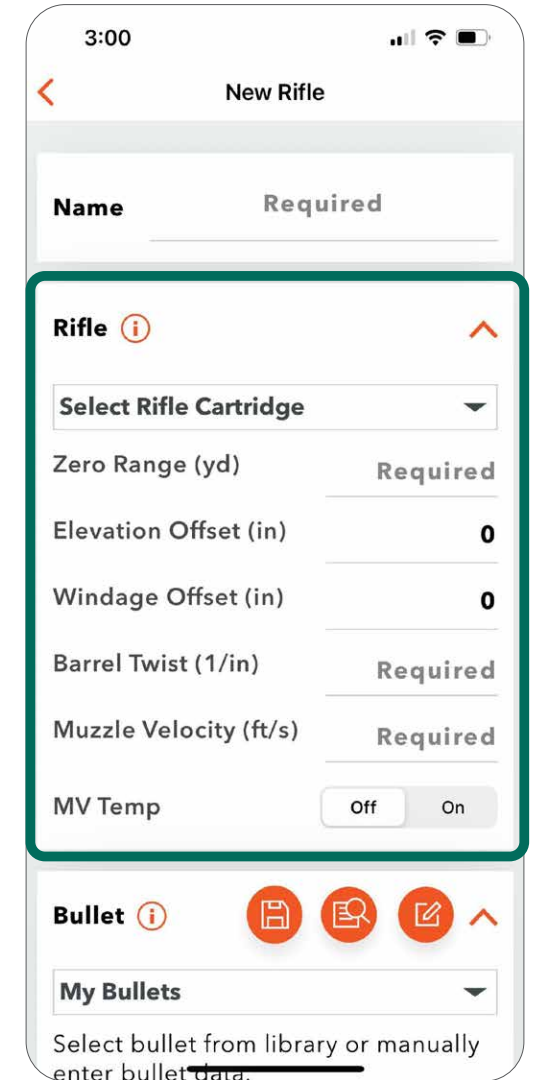 3:00
New Rifle
Name Required
Rifle i
Select Rifle Cartridge
Zero Range (yd) Required
Elevation Offset (in) 0
Windage Offset (in) 0
Barrel Twist (1/in) Required
Muzzle Velocity (ft/s) Required
MV Temp Off On
Bullet i
My Bullets
Select bullet from library or manually
enter bullet data.